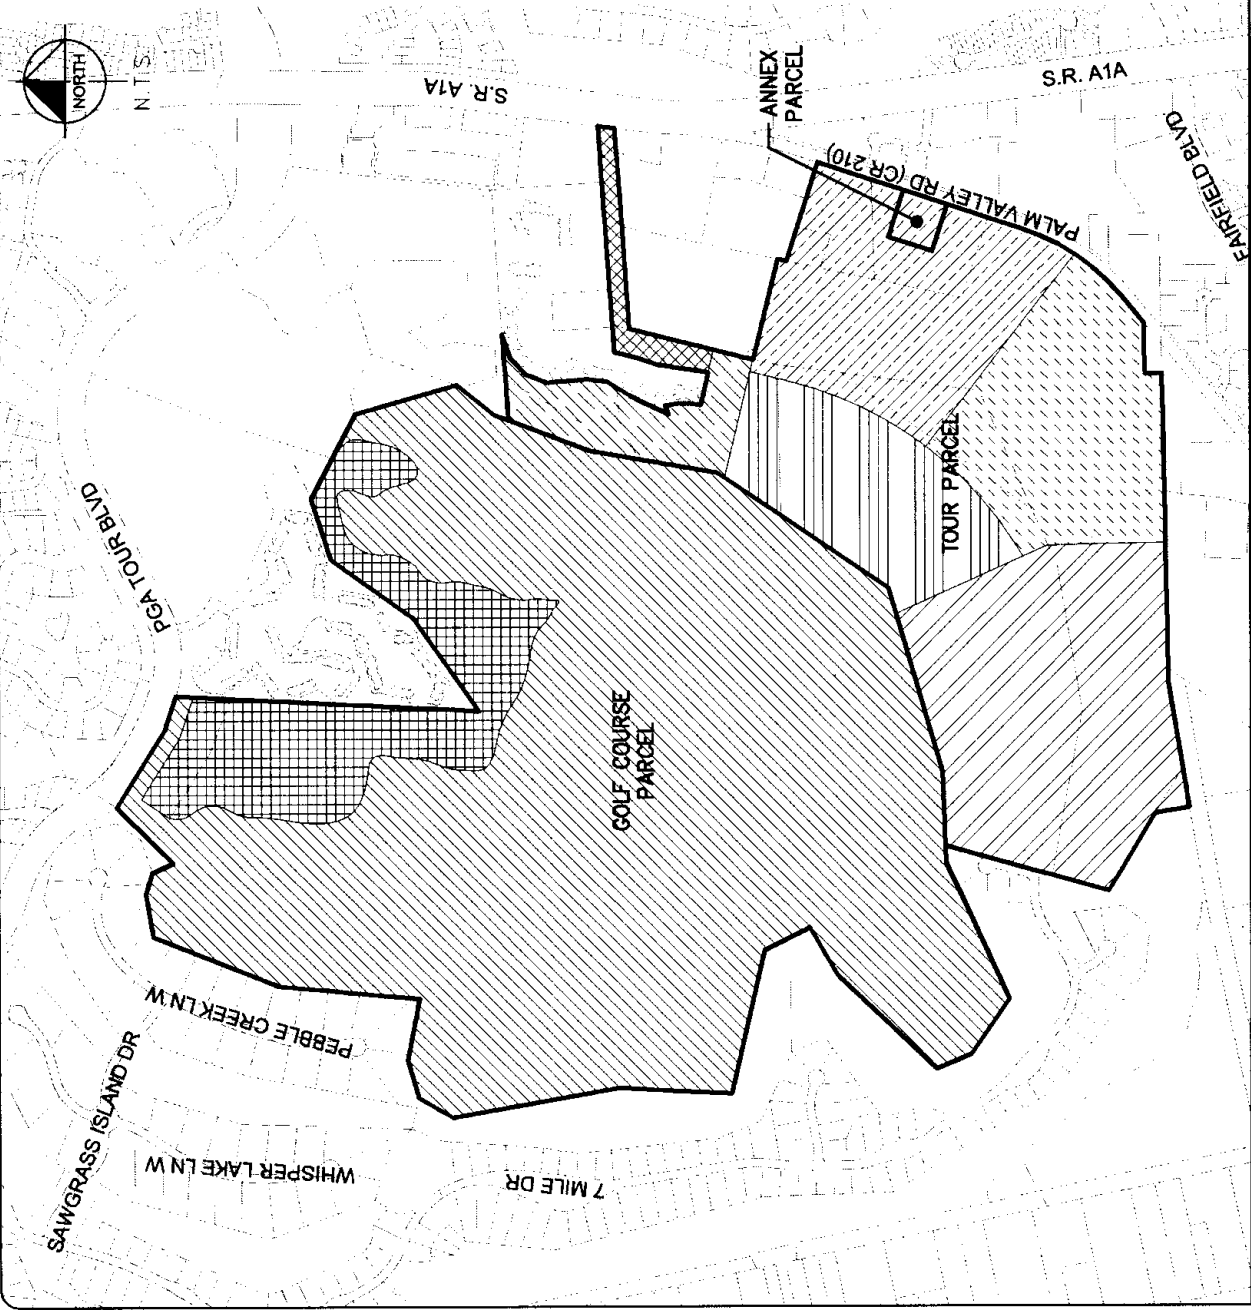 NORTH
N T S
S.R. A1A
ANNEX
PARCEL
S.R. A1A
PALM VALLEY RD (CR 210)
FAIRFIELD BLVD
PGA TOUR BLVD
TOUR PARCEL
GOLF COURSE
PARCEL
PEBBLE CREEK LN W
SAWGRASS ISLAND DR
WHISPER LAKE LN W
7 MILE DR